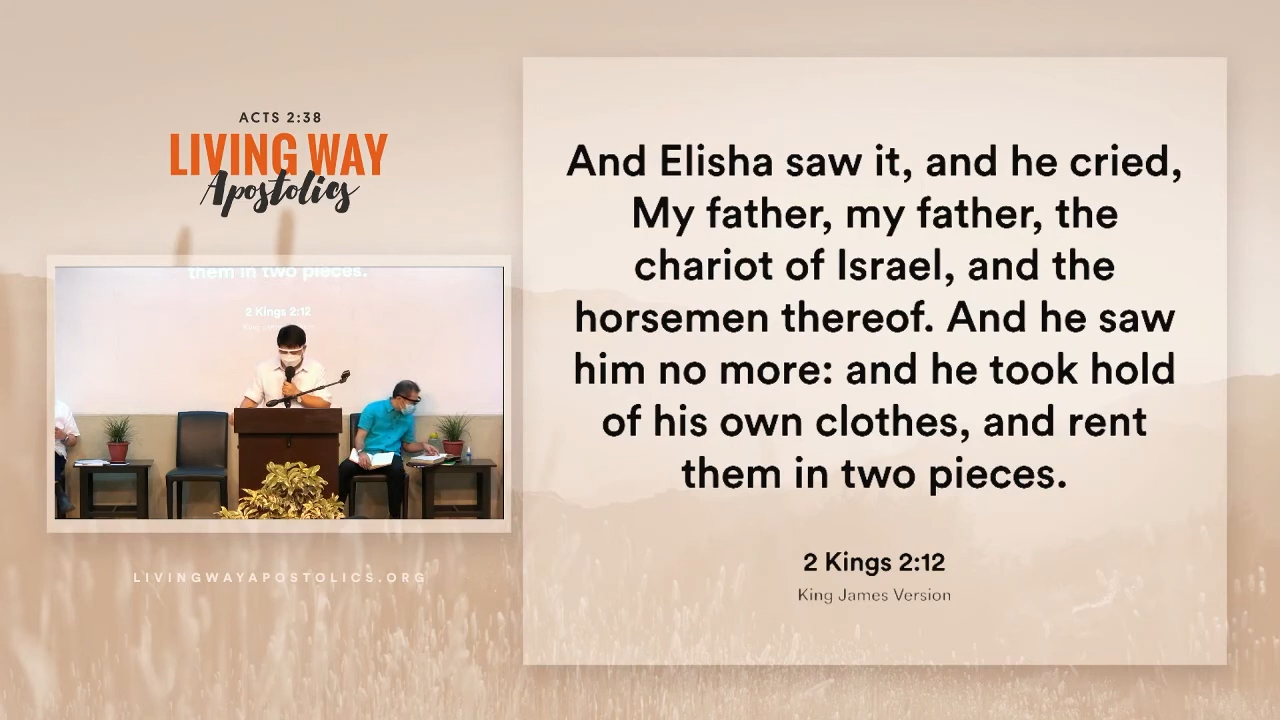 ACTS 2:38
LIVING WAY
Apostolics
them in two pieces.
2 Kings 2:12
LIVINGWAYAPOSTOLICS.ORG
And Elisha saw it, and he cried,
My father, my father, the
chariot of Israel, and the
horsemen thereof. And he saw
him no more: and he took hold
of his own clothes, and rent
them in two pieces.
2 Kings 2:12
King James Version